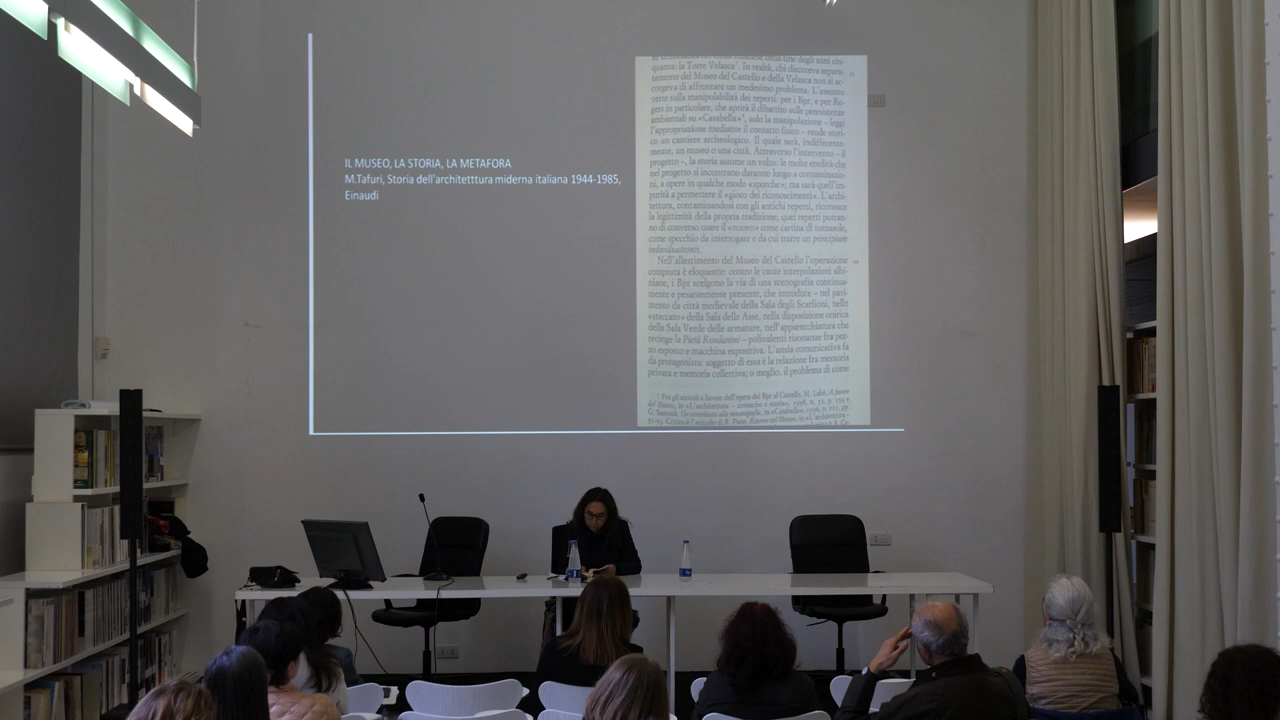 IL MUSEO, LA STORIA, LA METAFORA
M.Tafuri, Storia dell'architetttura miderna italiana 1944-1985,
Einaudi
quanta: la Torre Velasca. In realtà, chi discuteva separa-
tamente del Museo del Castello e della Velasca non si ac-
corgeva di affrontare un medesimo problema. L'assunto
verte sulla manipolabilità dei reperti: per i Bpr, e per Ro-
gers in particolare, che aprirà il dibattito sulle preesistenze
ambientali su «Casabella», solo la manipolazione – leggi
l'appropriazione mediante il contatto fisico – rende stori-
co un cantiere archeologico. Il quale sarà, indifferente-
mente, un museo o una città. Attraverso l'intervento – il
progetto –, la storia assume un volto: le molte eredità che
nel progetto si incontrano daranno luogo a contaminazio-
ni, a opere in qualche modo «sporche»; ma sarà quell'im-
purità a permettere il «gioco dei riconoscimenti». L'archi-
tettura, contaminandosi con gli antichi reperti, riconosce
la legittimità della propria tradizione; quei reperti potran-
no di converso usare il «nuovo» come cartina di tornasole,
come specchio da interrogare e da cui trarre un principium
individuationis.
Nell'allestimento del Museo del Castello l'operazione
compiuta è eloquente: contro le caute interpolazioni albi-
niane, i Bpr scelgono la via di una scenografia continua-
mente e pesantemente presente, che introduce – nel pavi-
mento da città medievale della Sala degli Scarlioni, nello
«steccato» della Sala delle Asse, nella disposizione onirica
della Sala Verde delle armature, nell'apparecchiatura che
recinge la Pietà Rondanini – polivalenti risonanze fra pez-
zo esposto e macchina espositiva. L'ansia comunicativa fa
da protagonista: soggetto di essa è la relazione fra memoria
privata e memoria collettiva; o meglio, il problema di come